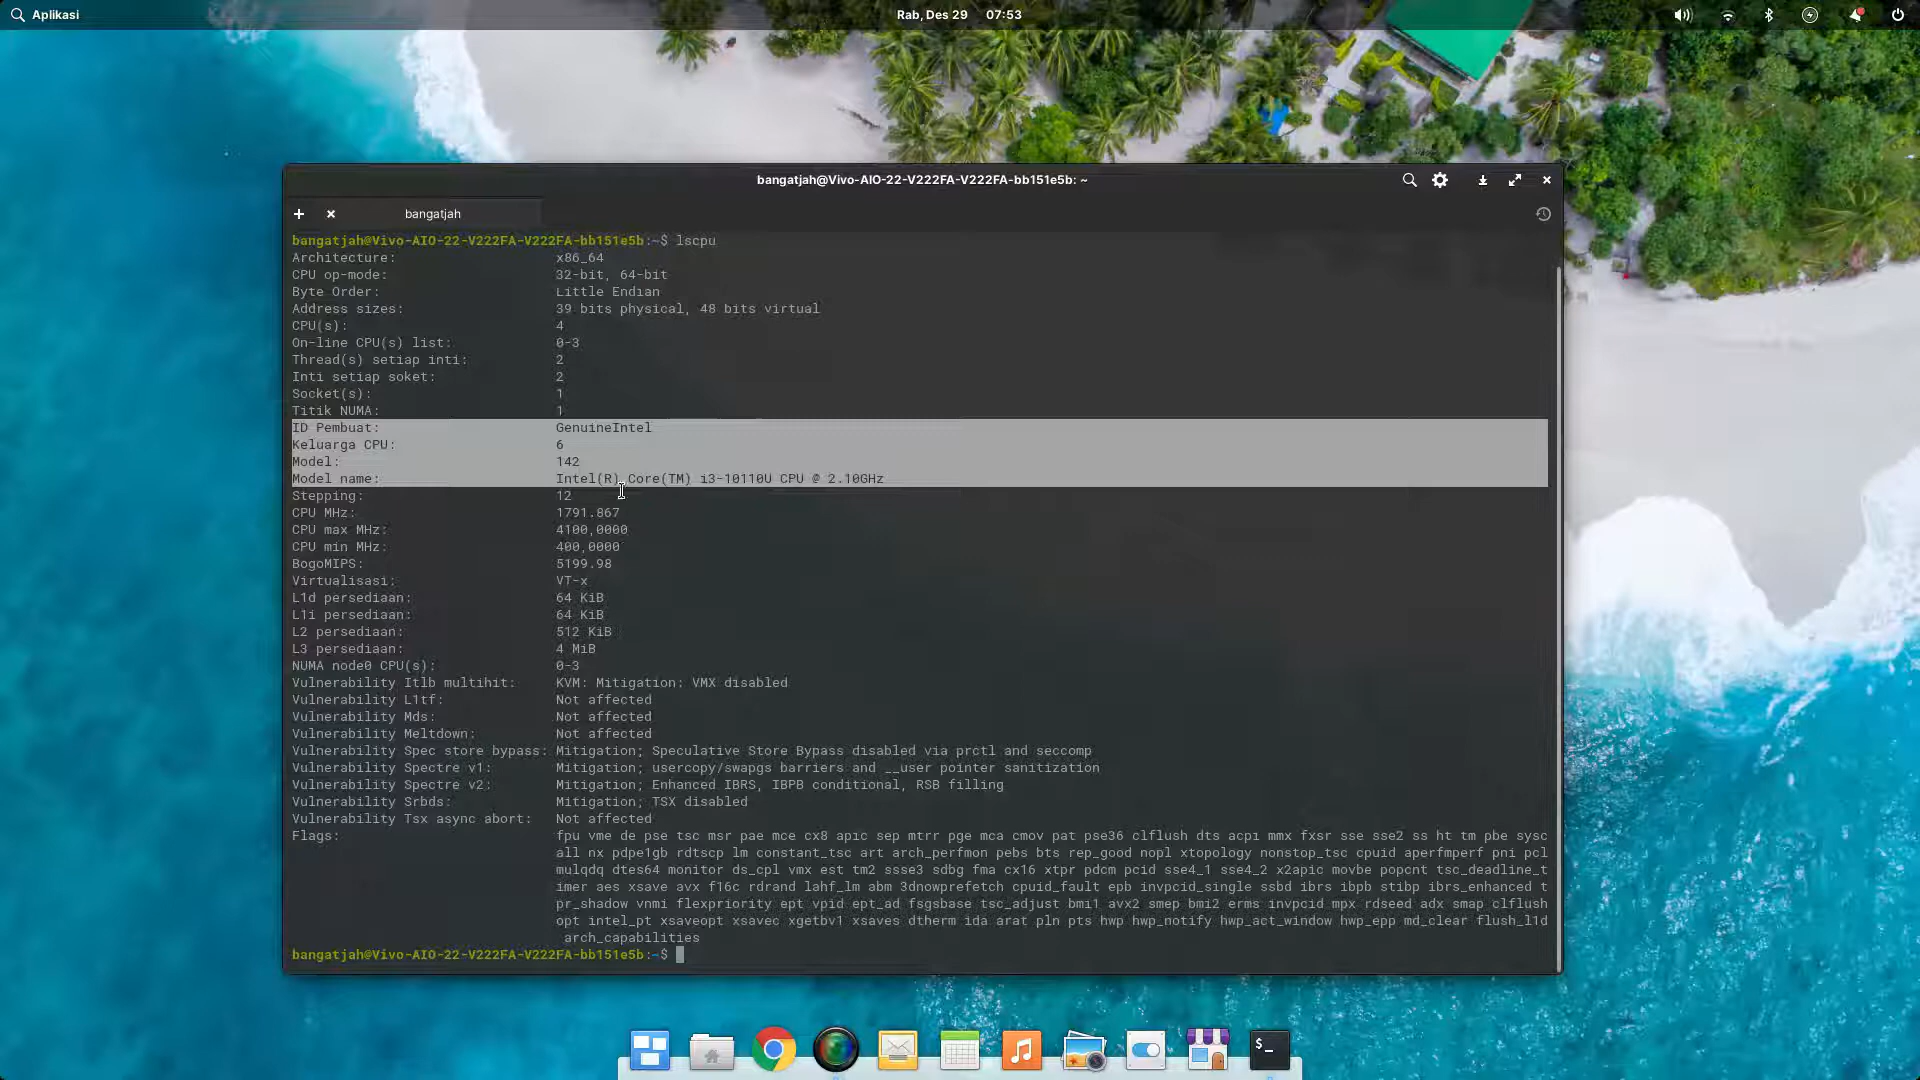 Aplikasi
Rab, Des 29 07:53
bangatjah@Vivo-AIO-22-V222FA-V222FA-bb151e5b: ~
bangatjah
bangatjah@Vivo-AIO-22-V222FA-V222FA-bb151e5b:~$ lscpu
Architecture: x86_64
CPU op-mode: 32-bit, 64-bit
Byte Order: Little Endian
Address sizes: 39 bits physical, 48 bits virtual
CPU(s): 4
On-line CPU(s) list: 0-3
Thread(s) setiap inti: 2
Inti setiap soket: 2
Socket(s): 1
Titik NUMA: 1
ID Pembuat: GenuineIntel
Keluarga CPU: 6
Model: 142
Model name: Intel(R) Core(TM) i3-10110U CPU @ 2.10GHz
Stepping: 12
CPU MHz: 1791.867
CPU max MHz: 4100,0000
CPU min MHz: 400,0000
BogoMIPS: 5199.98
Virtualisasi: VT-x
L1d persediaan: 64 KiB
L1i persediaan: 64 KiB
L2 persediaan: 512 KiB
L3 persediaan: 4 MiB
NUMA node0 CPU(s): 0-3
Vulnerability Itlb multihit: KVM: Mitigation: VMX disabled
Vulnerability L1tf: Not affected
Vulnerability Mds: Not affected
Vulnerability Meltdown: Not affected
Vulnerability Spec store bypass: Mitigation; Speculative Store Bypass disabled via prctl and seccomp
Vulnerability Spectre v1: Mitigation; usercopy/swapgs barriers and __user pointer sanitization
Vulnerability Spectre v2: Mitigation; Enhanced IBRS, IBPB conditional, RSB filling
Vulnerability Srbds: Mitigation; TSX disabled
Vulnerability Tsx async abort: Not affected
Flags: fpu vme de pse tsc msr pae mce cx8 apic sep mtrr pge mca cmov pat pse36 clflush dts acpi mmx fxsr sse sse2 ss ht tm pbe sysc
all nx pdpe1gb rdtscp lm constant_tsc art arch_perfmon pebs bts rep_good nopl xtopology nonstop_tsc cpuid aperfmperf pni pcl
mulqdq dtes64 monitor ds_cpl vmx est tm2 ssse3 sdbg fma cx16 xtpr pdcm pcid sse4_1 sse4_2 x2apic movbe popcnt tsc_deadline_t
imer aes xsave avx f16c rdrand lahf_lm abm 3dnowprefetch cpuid_fault epb invpcid_single ssbd ibrs ibpb stibp ibrs_enhanced t
pr_shadow vnmi flexpriority ept vpid ept_ad fsgsbase tsc_adjust bmi1 avx2 smep bmi2 erms invpcid mpx rdseed adx smap clflush
opt intel_pt xsaveopt xsavec xgetbv1 xsaves dtherm ida arat pln pts hwp hwp_notify hwp_act_window hwp_epp md_clear flush_l1d
arch_capabilities
bangatjah@Vivo-AIO-22-V222FA-V222FA-bb151e5b:~$
$ _